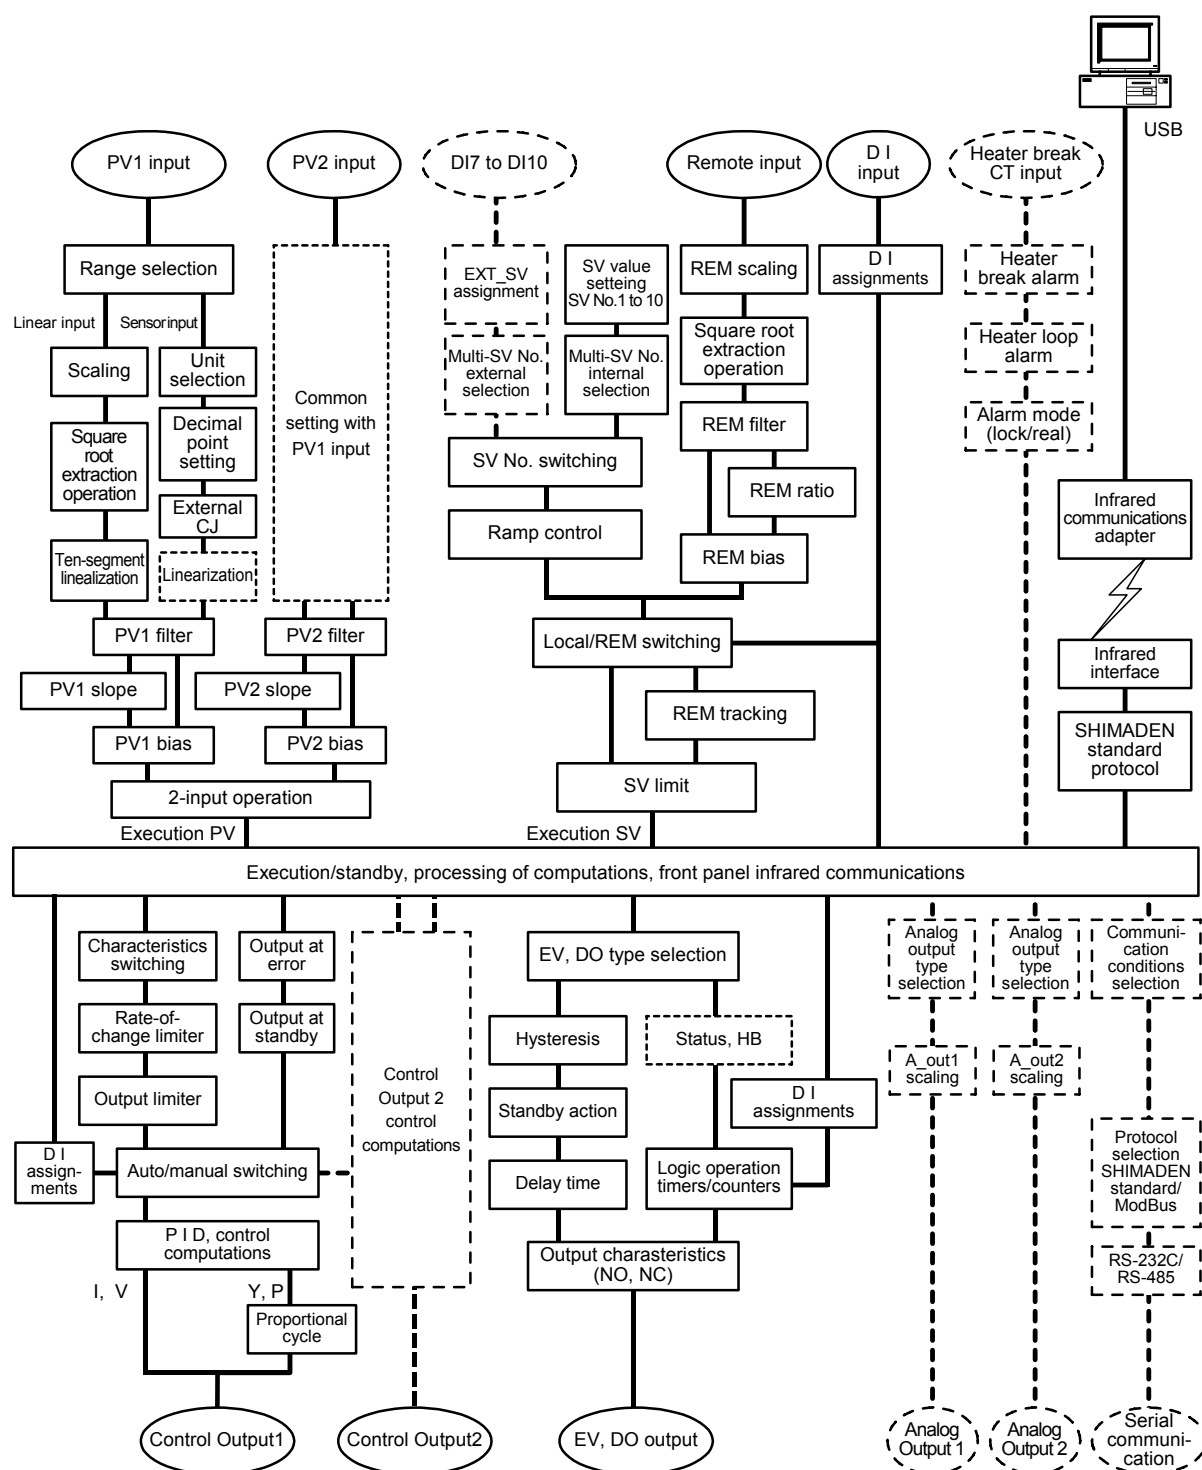 USB
PV1 input
PV2 input
DI7 to DI10
Remote input
D I
input
Heater break
CT input
Range selection
EXT_SV
assignment
SV value
setteing
SV No.1 to 10
REM scaling
D I
assignments
Heater
break alarm
Linear input
Sensorinput
Scaling
Unit
selection
Common
setting with
PV1 input
Multi-SV No.
external
selection
Multi-SV No.
internal
selection
Square root
extraction
operation
Heater loop
alarm
Square
root
extraction
operation
Decimal
point
setting
SV No. switching
REM filter
Alarm mode
(lock/real)
External
CJ
Ramp control
REM ratio
Infrared
communications
adapter
Ten-segment
linealization
Linearization
REM bias
PV1 filter
PV2 filter
Local/REM switching
Infrared
interface
PV1 slope
PV2 slope
REM tracking
PV1 bias
PV2 bias
SHIMADEN
standard
protocol
2-input operation
SV limit
Execution PV
Execution SV
Execution/standby, processing of computations, front panel infrared communications
Characteristics
switching
Output at
error
EV, DO type selection
Analog
output
type
selection
Analog
output
type
selection
Communi-
cation
conditions
selection
Rate-of-
change limiter
Output at
standby
Control
Output 2
control
computations
Hysteresis
Status, HB
A_out1
scaling
A_out2
scaling
Output limiter
Standby action
D I
assignments
D I
assign-
ments
Auto/manual switching
Delay time
Logic operation
timers/counters
Protocol
selection
SHIMADEN
standard/
ModBus
P I D, control
computations
Output charasteristics
(NO, NC)
RS-232C/
RS-485
I, V
Y, P
Proportional
cycle
Control Output1
Control Output2
EV, DO output
Analog
Output 1
Analog
Output 2
Serial
communi-
cation